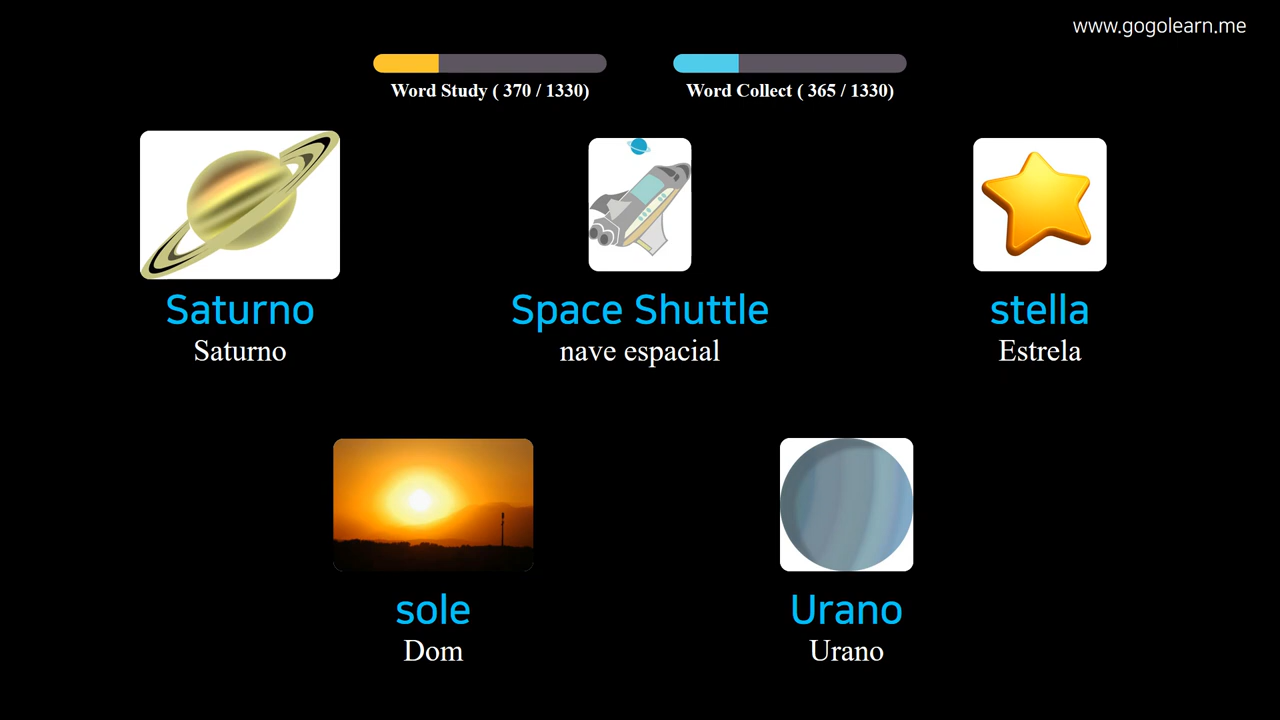 www.gogolearn.me
Word Study ( 370 / 1330)
Word Collect ( 365 / 1330)
Saturno
Saturno
Space Shuttle
nave espacial
stella
Estrela
sole
Dom
Urano
Urano